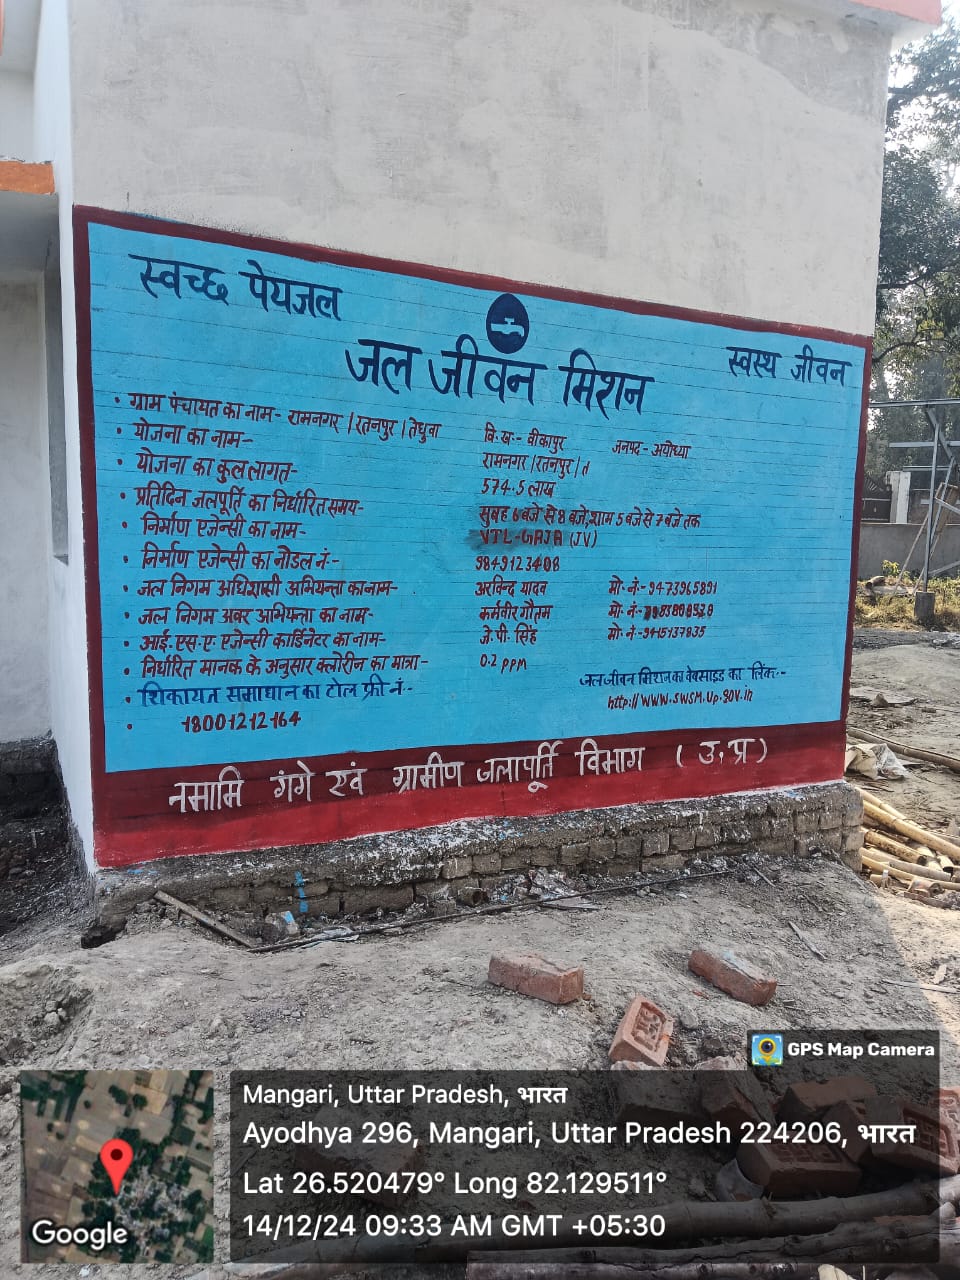 स्वच्छ पेयजल
जल जीवन मिशन
स्वस्थ जीवन
• ग्राम पंचायत का नाम- रामनगर / रतनपुर / तेधुवा वि.ख.- बीकापुर जनपद- अयोध्या
• योजना का नाम- रामनगर / रतनपुर / त
• योजना का कुल लागत- 574.5 लाख
• प्रतिदिन जलपूर्ति का निर्धारित समय- सुबह 6 बजे से 8 बजे, शाम 5 बजे से 7 बजे तक
• निर्माण एजेन्सी का नाम- VTL-GAJA (JV)
• निर्माण एजेन्सी का नोडल नं:- 9849123408
• जल निगम अधिशासी अभियन्ता का नाम- अरविन्द यादव मो.नं-9473965891
• जल निगम अवर अभियन्ता का नाम- कर्मवीर गौतम मो.नं-
• आई.एस.ए एजेन्सी कार्डिनेटर का नाम- जे.पी. सिंह मो.नं-9415137835
• निर्धारित मानक के अनुसार क्लोरीन का मात्रा- 0.2 ppm
• शिकायत समाधान का टोल फ्री नं:-
• 18001212164
जल जीवन मिशन का वेबसाइड का लिंक:-
http://www.swsm.up.gov.in
नमामि गंगे एवं ग्रामीण जलापूर्ति विभाग (उ.प्र)
GPS Map Camera
Mangari, Uttar Pradesh, भारत
Ayodhya 296, Mangari, Uttar Pradesh 224206, भारत
Lat 26.520479° Long 82.129511°
14/12/24 09:33 AM GMT +05:30
Google